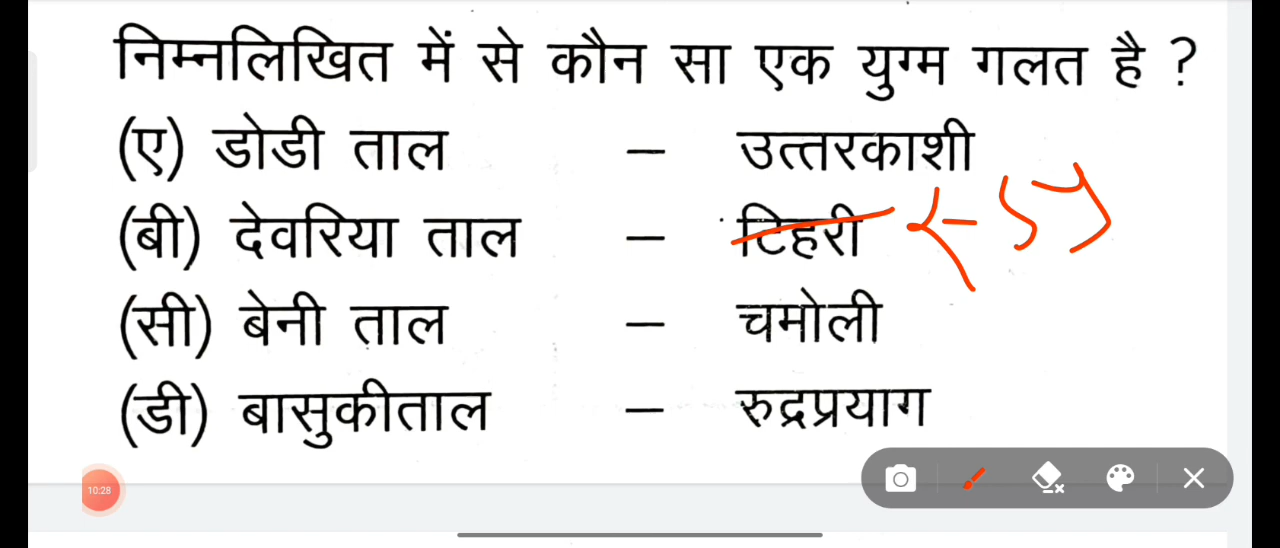 निम्नलिखित में से कौन सा एक युग्म गलत है ?
(ए) डोडी ताल – उत्तरकाशी
(बी) देवरिया ताल – टिहरी
(सी) बेनी ताल – चमोली
(डी) बासुकीताल – रुद्रप्रयाग
10:28